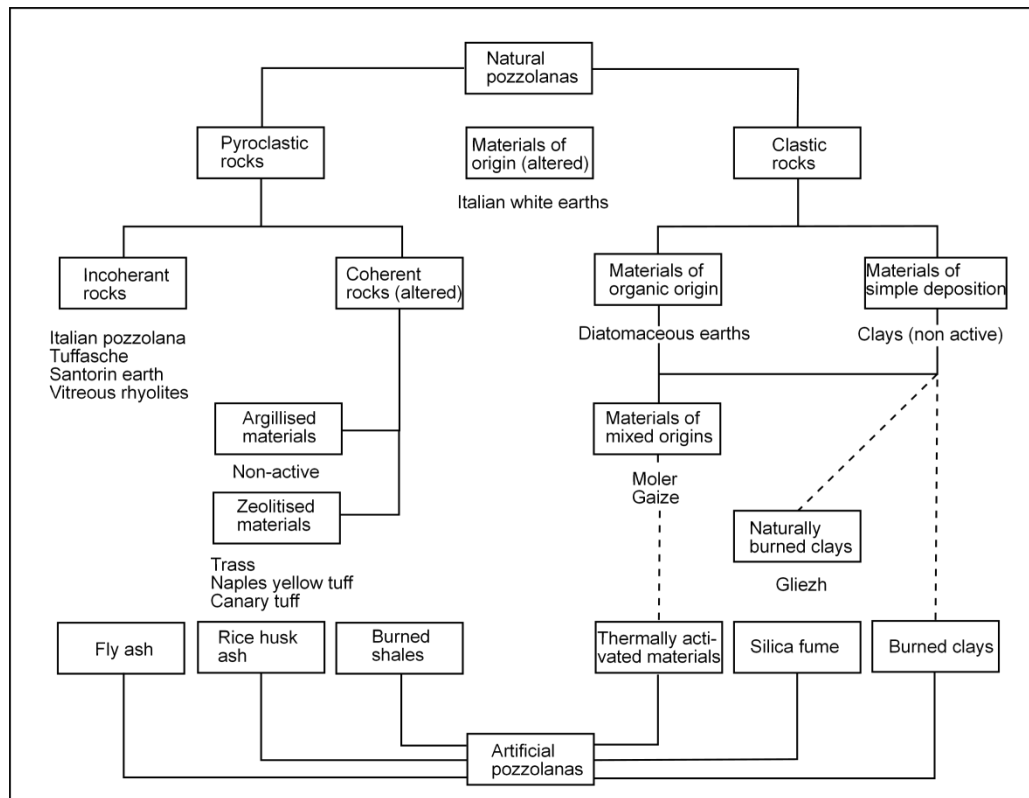 Natural
pozzolanas
Pyroclastic
rocks
Materials of
origin (altered)
Clastic
rocks
Italian white earths
Incoherant
rocks
Coherent
rocks (altered)
Materials of
organic origin
Materials of
simple deposition
Italian pozzolana
Tuffasche
Santorin earth
Vitreous rhyolites
Diatomaceous earths
Clays (non active)
Argillised
materials
Materials of
mixed origins
Non-active
Moler
Gaize
Zeolitised
materials
Naturally
burned clays
Trass
Naples yellow tuff
Canary tuff
Gliezh
Fly ash
Rice husk
ash
Burned
shales
Thermally acti-
vated materials
Silica fume
Burned clays
Artificial
pozzolanas